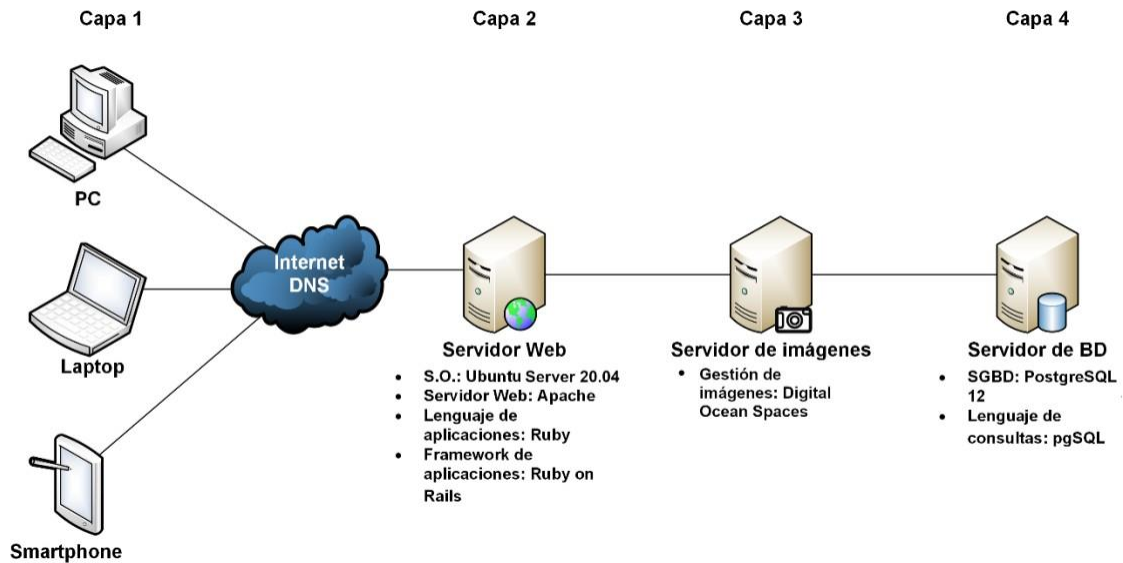 Capa 1
Capa 2
Capa 3
Capa 4
PC
Internet
DNS
Laptop
Smartphone
Servidor Web
• S.O.: Ubuntu Server 20.04
• Servidor Web: Apache
• Lenguaje de
aplicaciones: Ruby
• Framework de
aplicaciones: Ruby on
Rails
Servidor de imágenes
• Gestión de
imágenes: Digital
Ocean Spaces
Servidor de BD
• SGBD: PostgreSQL
12
• Lenguaje de
consultas: pgSQL